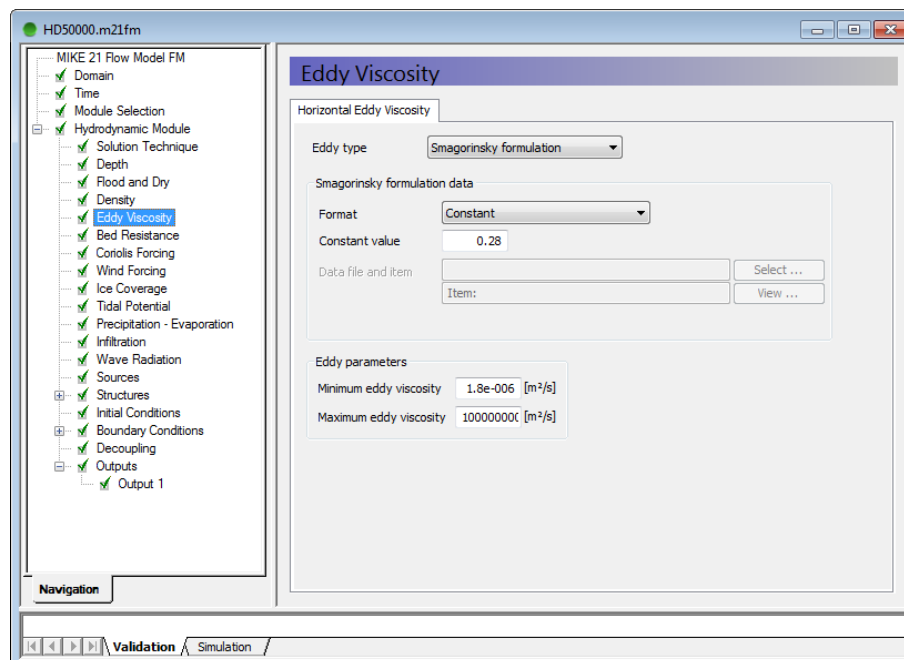 HD50000.m21fm
MIKE 21 Flow Model FM
Domain
Time
Module Selection
Hydrodynamic Module
Solution Technique
Depth
Flood and Dry
Density
Eddy Viscosity
Bed Resistance
Coriolis Forcing
Wind Forcing
Ice Coverage
Tidal Potential
Precipitation - Evaporation
Infiltration
Wave Radiation
Sources
Structures
Initial Conditions
Boundary Conditions
Decoupling
Outputs
Output 1
Navigation
Eddy Viscosity
Horizontal Eddy Viscosity
Eddy type Smagorinsky formulation
Smagorinsky formulation data
Format Constant
Constant value 0.28
Data file and item Select ...
Item: View ...
Eddy parameters
Minimum eddy viscosity 1.8e-006 [m²/s]
Maximum eddy viscosity 100000000 [m²/s]
Validation Simulation